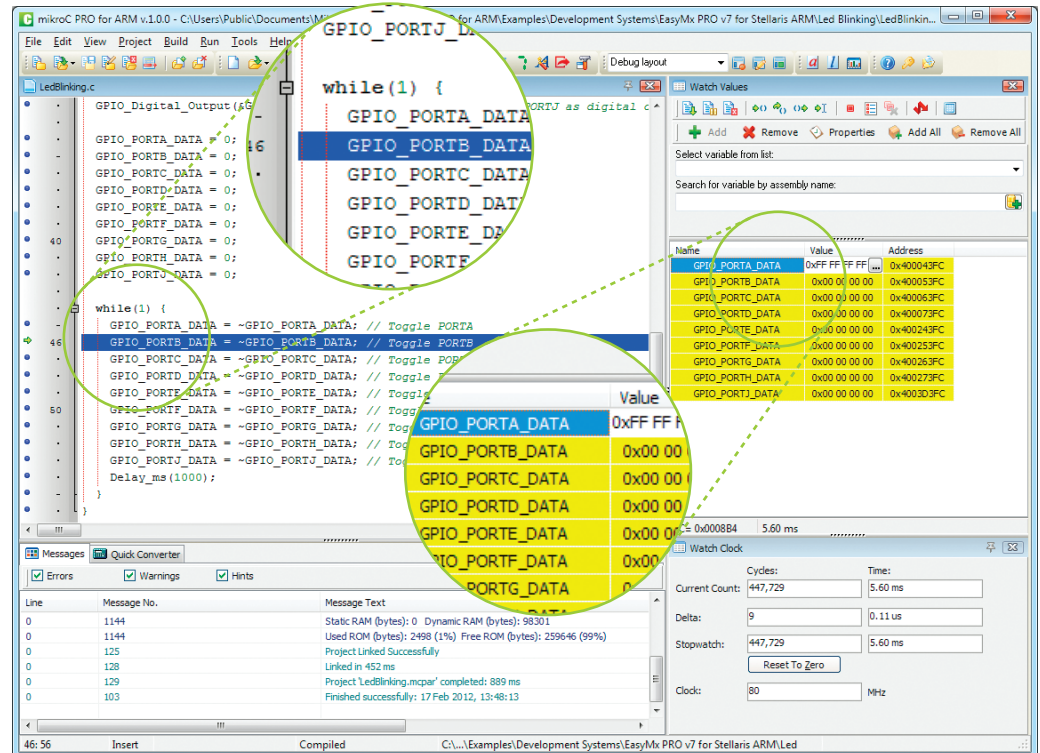 mikroC PRO for ARM v.1.0.0 - C:\Users\Public\Documents\Mi for ARM\Examples\Development Systems\EasyMx PRO v7 for Stellaris ARM\Led Blinking\LedBlinkin...
File Edit View Project Build Run Tools Help
Debug layout
LedBlinking.c
GPIO_Digital_Output(&G PORTJ as digital
GPIO_PORTA_DATA = 0;
GPIO_PORTB_DATA = 0;
GPIO_PORTC_DATA = 0;
GPIO_PORTD_DATA = 0;
GPIO_PORTE_DATA = 0;
GPIO_PORTF_DATA = 0;
40 GPIO_PORTG_DATA = 0;
GPIO_PORTH_DATA = 0;
GPIO_PORTJ_DATA = 0;
while(1) {
GPIO_PORTA_DATA = ~GPIO_PORTA_DATA; // Toggle PORTA
46 GPIO_PORTB_DATA = ~GPIO_PORTB_DATA; // Toggle PORTB
GPIO_PORTC_DATA = ~GPIO_PORTC_DATA; // Toggle POR
GPIO_PORTD_DATA = ~GPIO_PORTD_DATA; // Toggle
GPIO_PORTE_DATA = ~GPIO_PORTE_DATA; // Toggl
50 GPIO_PORTF_DATA = ~GPIO_PORTF_DATA; // Togg
GPIO_PORTG_DATA = ~GPIO_PORTG_DATA; // Tog
GPIO_PORTH_DATA = ~GPIO_PORTH_DATA; // Tog
GPIO_PORTJ_DATA = ~GPIO_PORTJ_DATA; // To
Delay_ms(1000);
}
}
GPIO_PORTJ_D
while(1) {
GPIO_PORTA_DATA
46 GPIO_PORTB_DATA
GPIO_PORTC_DATA
GPIO_PORTD_DAT
GPIO_PORTE_DA
GPIO_PORTF
Watch Values
Add Remove Properties Add All Remove All
Select variable from list:
Search for variable by assembly name:
Name Value Address
GPIO_PORTA_DATA 0xFF FF FF FF ... 0x400043FC
GPIO_PORTB_DATA 0x00 00 00 00 0x400053FC
GPIO_PORTC_DATA 0x00 00 00 00 0x400063FC
GPIO_PORTD_DATA 0x00 00 00 00 0x400073FC
GPIO_PORTE_DATA 0x00 00 00 00 0x400243FC
GPIO_PORTF_DATA 0x00 00 00 00 0x400253FC
GPIO_PORTG_DATA 0x00 00 00 00 0x400263FC
GPIO_PORTH_DATA 0x00 00 00 00 0x400273FC
GPIO_PORTJ_DATA 0x00 00 00 00 0x4003D3FC
Value
GPIO_PORTA_DATA 0xFF FF F
GPIO_PORTB_DATA 0x00 00
GPIO_PORTC_DATA 0x00 00
GPIO_PORTD_DATA 0x00 00
GPIO_PORTE_DATA 0x00 0
PIO_PORTF_DATA 0x00
PORTG_DATA
C= 0x0008B4 5.60 ms
Messages Quick Converter
Errors Warnings Hints
Line Message No. Message Text
0 1144 Static RAM (bytes): 0 Dynamic RAM (bytes): 98301
0 1144 Used ROM (bytes): 2498 (1%) Free ROM (bytes): 259646 (99%)
0 125 Project Linked Successfully
0 128 Linked in 452 ms
0 129 Project 'LedBlinking.mcpar' completed: 889 ms
0 103 Finished successfully: 17 Feb 2012, 13:48:13
Watch Clock
Cycles: Time:
Current Count: 447,729 5.60 ms
Delta: 9 0.11 us
Stopwatch: 447,729 5.60 ms
Reset To Zero
Clock: 80 MHz
46: 56 Insert Compiled C:\...\Examples\Development Systems\EasyMx PRO v7 for Stellaris ARM\Led